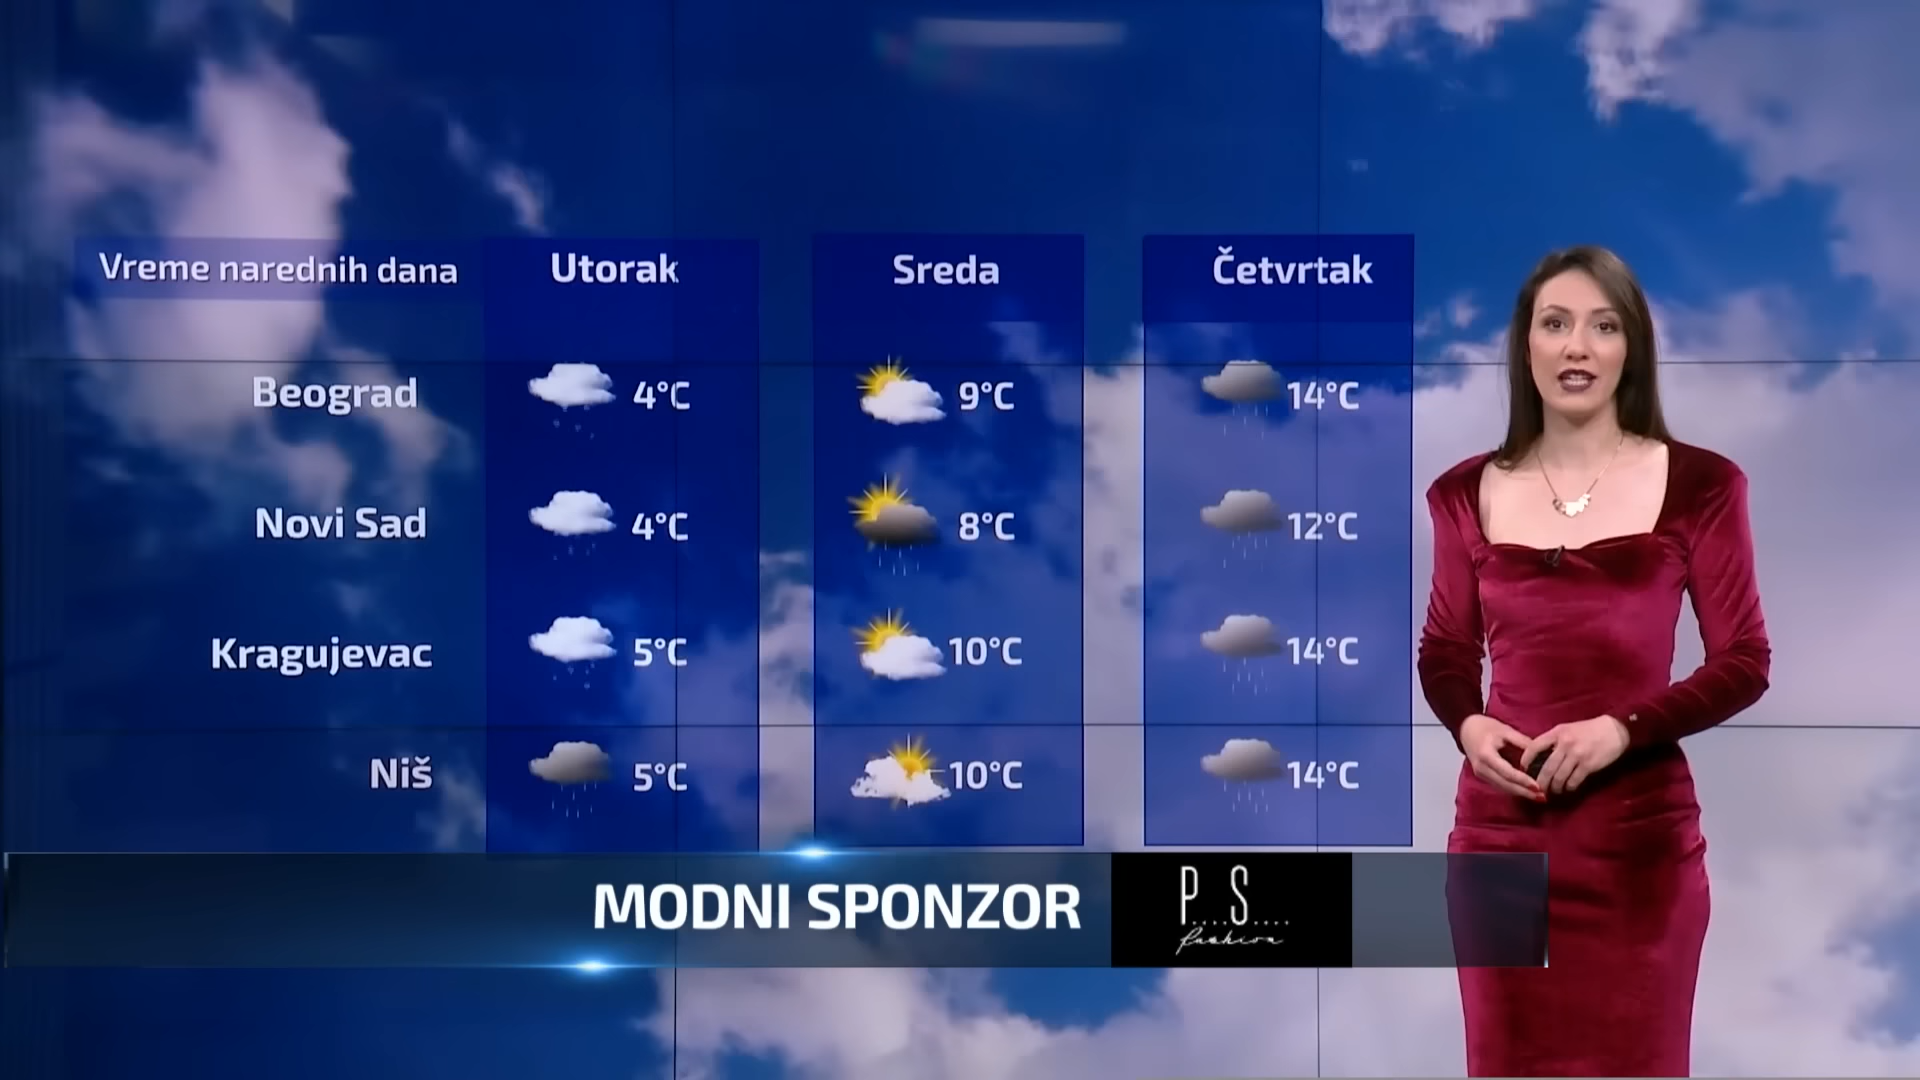 Vreme narednih dana Utorak Sreda Četvrtak
Beograd 4°C 9°C 14°C
Novi Sad 4°C 8°C 12°C
Kragujevac 5°C 10°C 14°C
Niš 5°C 10°C 14°C
MODNI SPONZOR P....S....
fashion